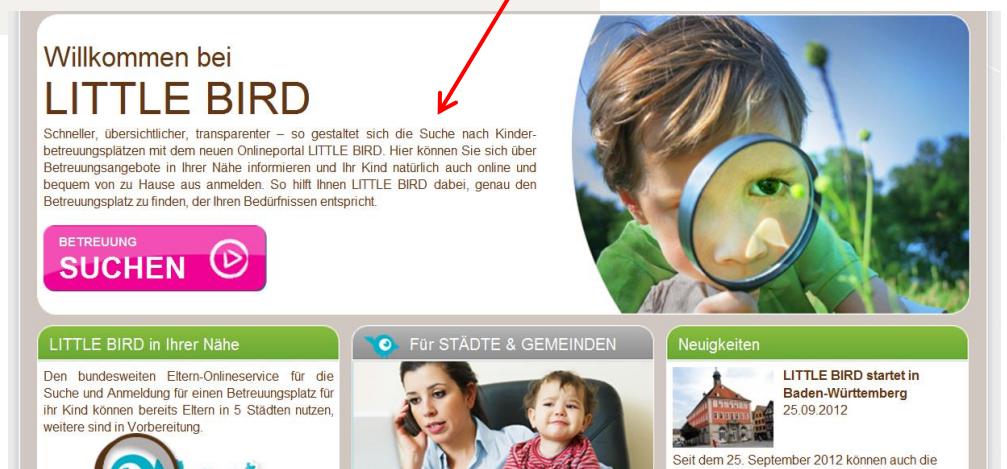 Willkommen bei
LITTLE BIRD
Schneller, übersichtlicher, transparenter – so gestaltet sich die Suche nach Kinder-
betreuungsplätzen mit dem neuen Onlineportal LITTLE BIRD. Hier können Sie sich über
Betreuungsangebote in Ihrer Nähe informieren und Ihr Kind natürlich auch online und
bequem von zu Hause aus anmelden. So hilft Ihnen LITTLE BIRD dabei, genau den
Betreuungsplatz zu finden, der Ihren Bedürfnissen entspricht.
BETREUUNG
SUCHEN
LITTLE BIRD in Ihrer Nähe
Den bundesweiten Eltern-Onlineservice für die
Suche und Anmeldung für einen Betreuungsplatz für
ihr Kind können bereits Eltern in 5 Städten nutzen,
weitere sind in Vorbereitung.
Für STÄDTE & GEMEINDEN
Neuigkeiten
LITTLE BIRD startet in
Baden-Württemberg
25.09.2012
Seit dem 25. September 2012 können auch die